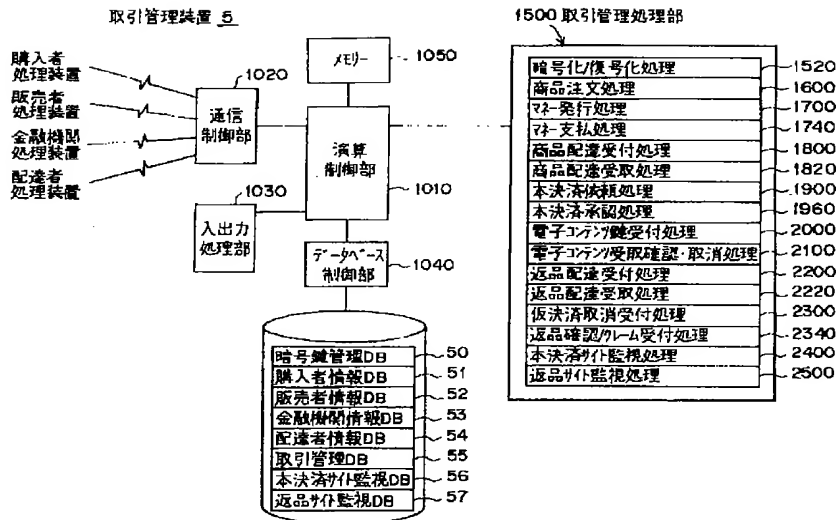 取引管理装置 5
購入者
処理装置
販売者
処理装置
金融機関
処理装置
配達者
処理装置
1020
通信
制御部
1050
メモリー
演算
制御部
1010
1030
入出力
処理部
データベース
制御部
1040
暗号鍵管理DB 50
購入者情報DB 51
販売者情報DB 52
金融機関情報DB 53
配達者情報DB 54
取引管理DB 55
本決済サイト監視DB 56
返品サイト監視DB 57
1500 取引管理処理部
暗号化/復号化処理 1520
商品注文処理 1600
マネー発行処理 1700
マネー支払処理 1740
商品配達受付処理 1800
商品配達受取処理 1820
本決済依頼処理 1900
本決済承認処理 1960
電子コンテンツ鍵受付処理 2000
電子コンテンツ受取確認・取消処理 2100
返品配達受付処理 2200
返品配達受取処理 2220
仮決済取消受付処理 2300
返品確認/クレーム受付処理 2340
本決済サイト監視処理 2400
返品サイト監視処理 2500